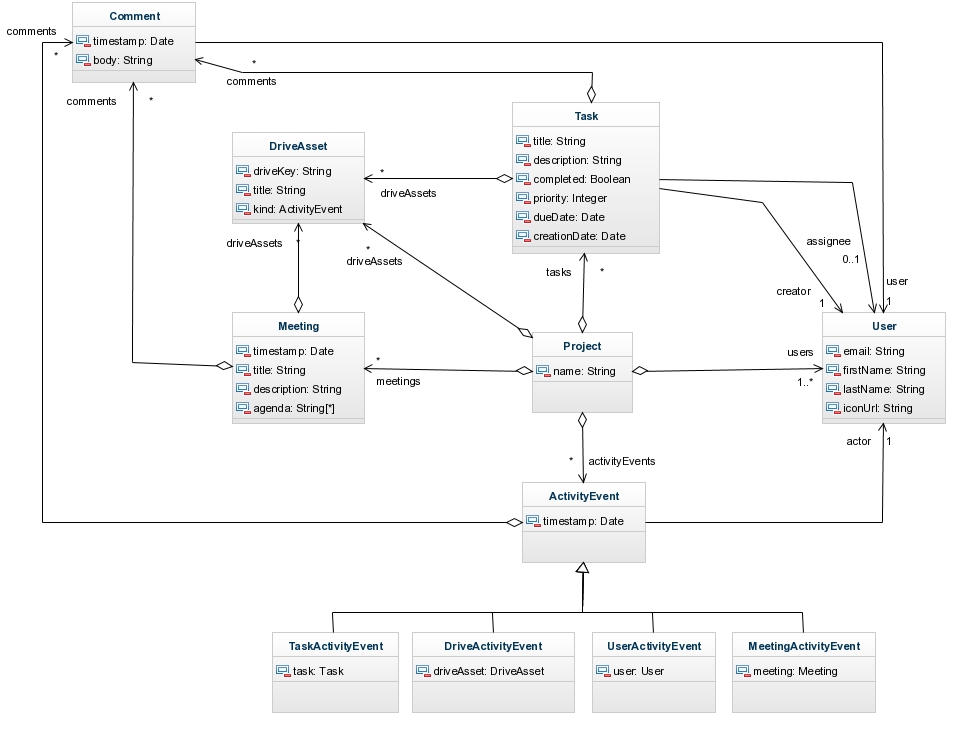 Comment
comments
*
timestamp: Date
body: String
*
comments
comments
*
Task
title: String
description: String
completed: Boolean
priority: Integer
dueDate: Date
creationDate: Date
DriveAsset
driveKey: String
title: String
kind: ActivityEvent
*
driveAssets
driveAssets
*
*
driveAssets
tasks
*
assignee
0..1
creator
1
user
1
Meeting
timestamp: Date
title: String
description: String
agenda: String[*]
*
meetings
Project
name: String
users
1..*
User
email: String
firstName: String
lastName: String
iconUrl: String
actor
1
*
activityEvents
ActivityEvent
timestamp: Date
TaskActivityEvent
task: Task
DriveActivityEvent
driveAsset: DriveAsset
UserActivityEvent
user: User
MeetingActivityEvent
meeting: Meeting